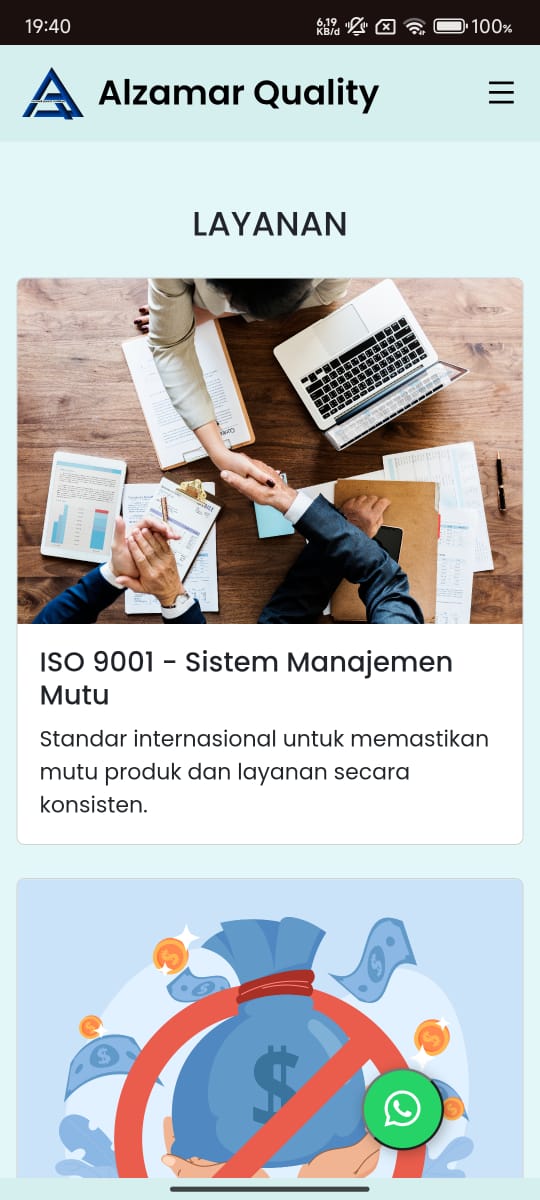 19:40
6,19
KB/d
100%
Alzamar Quality
LAYANAN
ISO 9001 - Sistem Manajemen
Mutu
Standar internasional untuk memastikan
mutu produk dan layanan secara
konsisten.
$